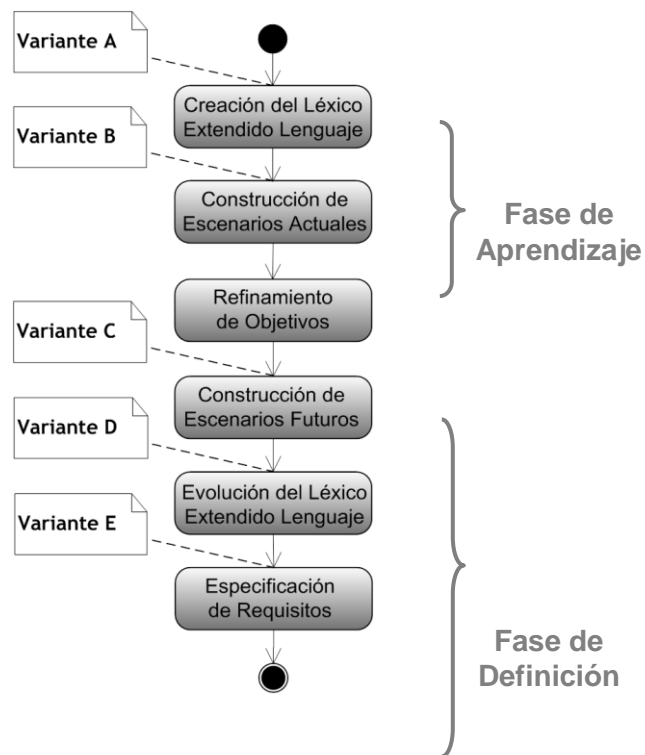 Variante A
Creación del Léxico
Extendido Lenguaje
Variante B
Construcción de
Escenarios Actuales
Fase de
Aprendizaje
Refinamiento
de Objetivos
Variante C
Construcción de
Escenarios Futuros
Variante D
Evolución del Léxico
Extendido Lenguaje
Variante E
Especificación
de Requisitos
Fase de
Definición